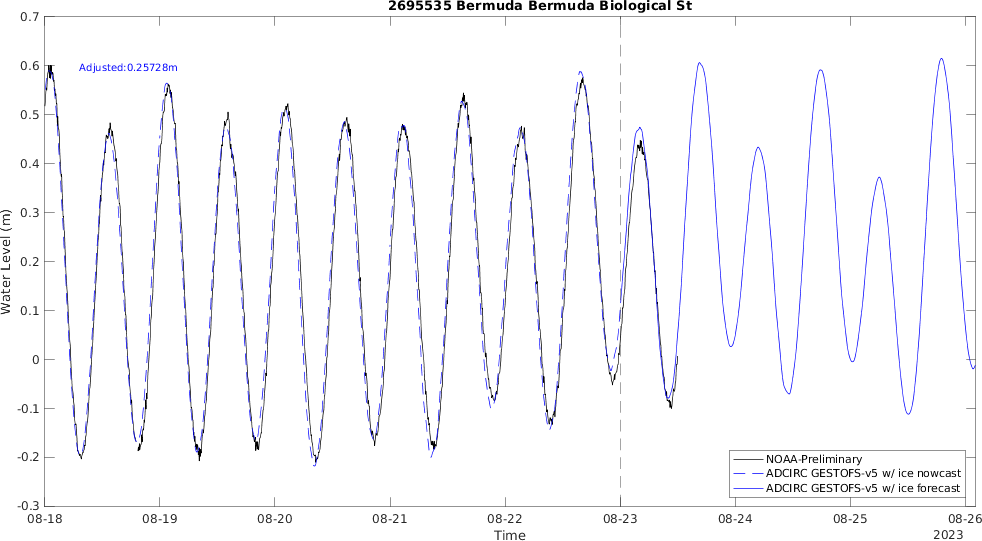 2695535 Bermuda Bermuda Biological St
Adjusted:0.25728m
0.7
0.6
0.5
0.4
0.3
0.2
0.1
0
-0.1
-0.2
-0.3
Water Level (m)
NOAA-Preliminary
ADCIRC GESTOFS-v5 w/ ice nowcast
ADCIRC GESTOFS-v5 w/ ice forecast
08-18 08-19 08-20 08-21 08-22 08-23 08-24 08-25 08-26
Time
2023